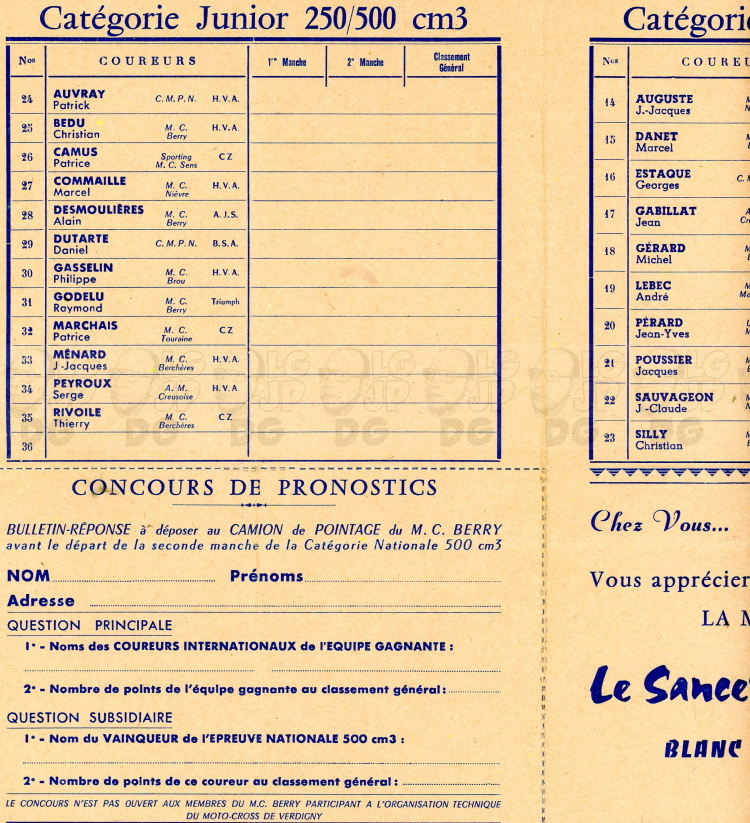 Catégorie Junior 250/500 cm3
Nos COUREURS 1re Manche 2e Manche Classement Général
24 AUVRAY Patrick C.M.P.N. H.V.A.
25 BEDU Christian M. C. Berry H.V.A.
26 CAMUS Patrice Sporting M. C. Sens CZ
27 COMMAILLE Marcel M. C. Nièvre H.V.A.
28 DESMOULIÈRES Alain M. C. Berry A.J.S.
29 DUTARTE Daniel C.M.P.N. B.S.A.
30 GASSELIN Philippe M. C. Brou H.V.A.
31 GODELU Raymond M. C. Berry Triumph
32 MARCHAIS Patrice M. C. Touraine CZ
33 MÉNARD J-Jacques M. C. Berchères H.V.A.
34 PEYROUX Serge A. M. Creusoise H.V.A.
35 RIVOILE Thierry M. C. Berchères CZ
36
CONCOURS DE PRONOSTICS
BULLETIN-RÉPONSE à déposer au CAMION de POINTAGE du M.C. BERRY
avant le départ de la seconde manche de la Catégorie Nationale 500 cm3
NOM Prénoms
Adresse
QUESTION PRINCIPALE
1° - Noms des COUREURS INTERNATIONAUX de l'EQUIPE GAGNANTE :
2° - Nombre de points de l'équipe gagnante au classement général :
QUESTION SUBSIDIAIRE
1° - Nom du VAINQUEUR de l'EPREUVE NATIONALE 500 cm3 :
2° - Nombre de points de ce coureur au classement général :
LE CONCOURS N'EST PAS OUVERT AUX MEMBRES DU M.C. BERRY PARTICIPANT A L'ORGANISATION TECHNIQUE
DU MOTO-CROSS DE VERDIGNY
Catégorie
Nos COUREU
14 AUGUSTE J.-Jacques
15 DANET Marcel
16 ESTAQUE Georges
17 GABILLAT Jean
18 GÉRARD Michel
19 LEBEC André
20 PÉRARD Jean-Yves
21 POUSSIER Jacques
22 SAUVAGEON J-Claude
23 SILLY Christian
Chez Vous...
Vous apprécier
LA M
Le Sance
BLANC